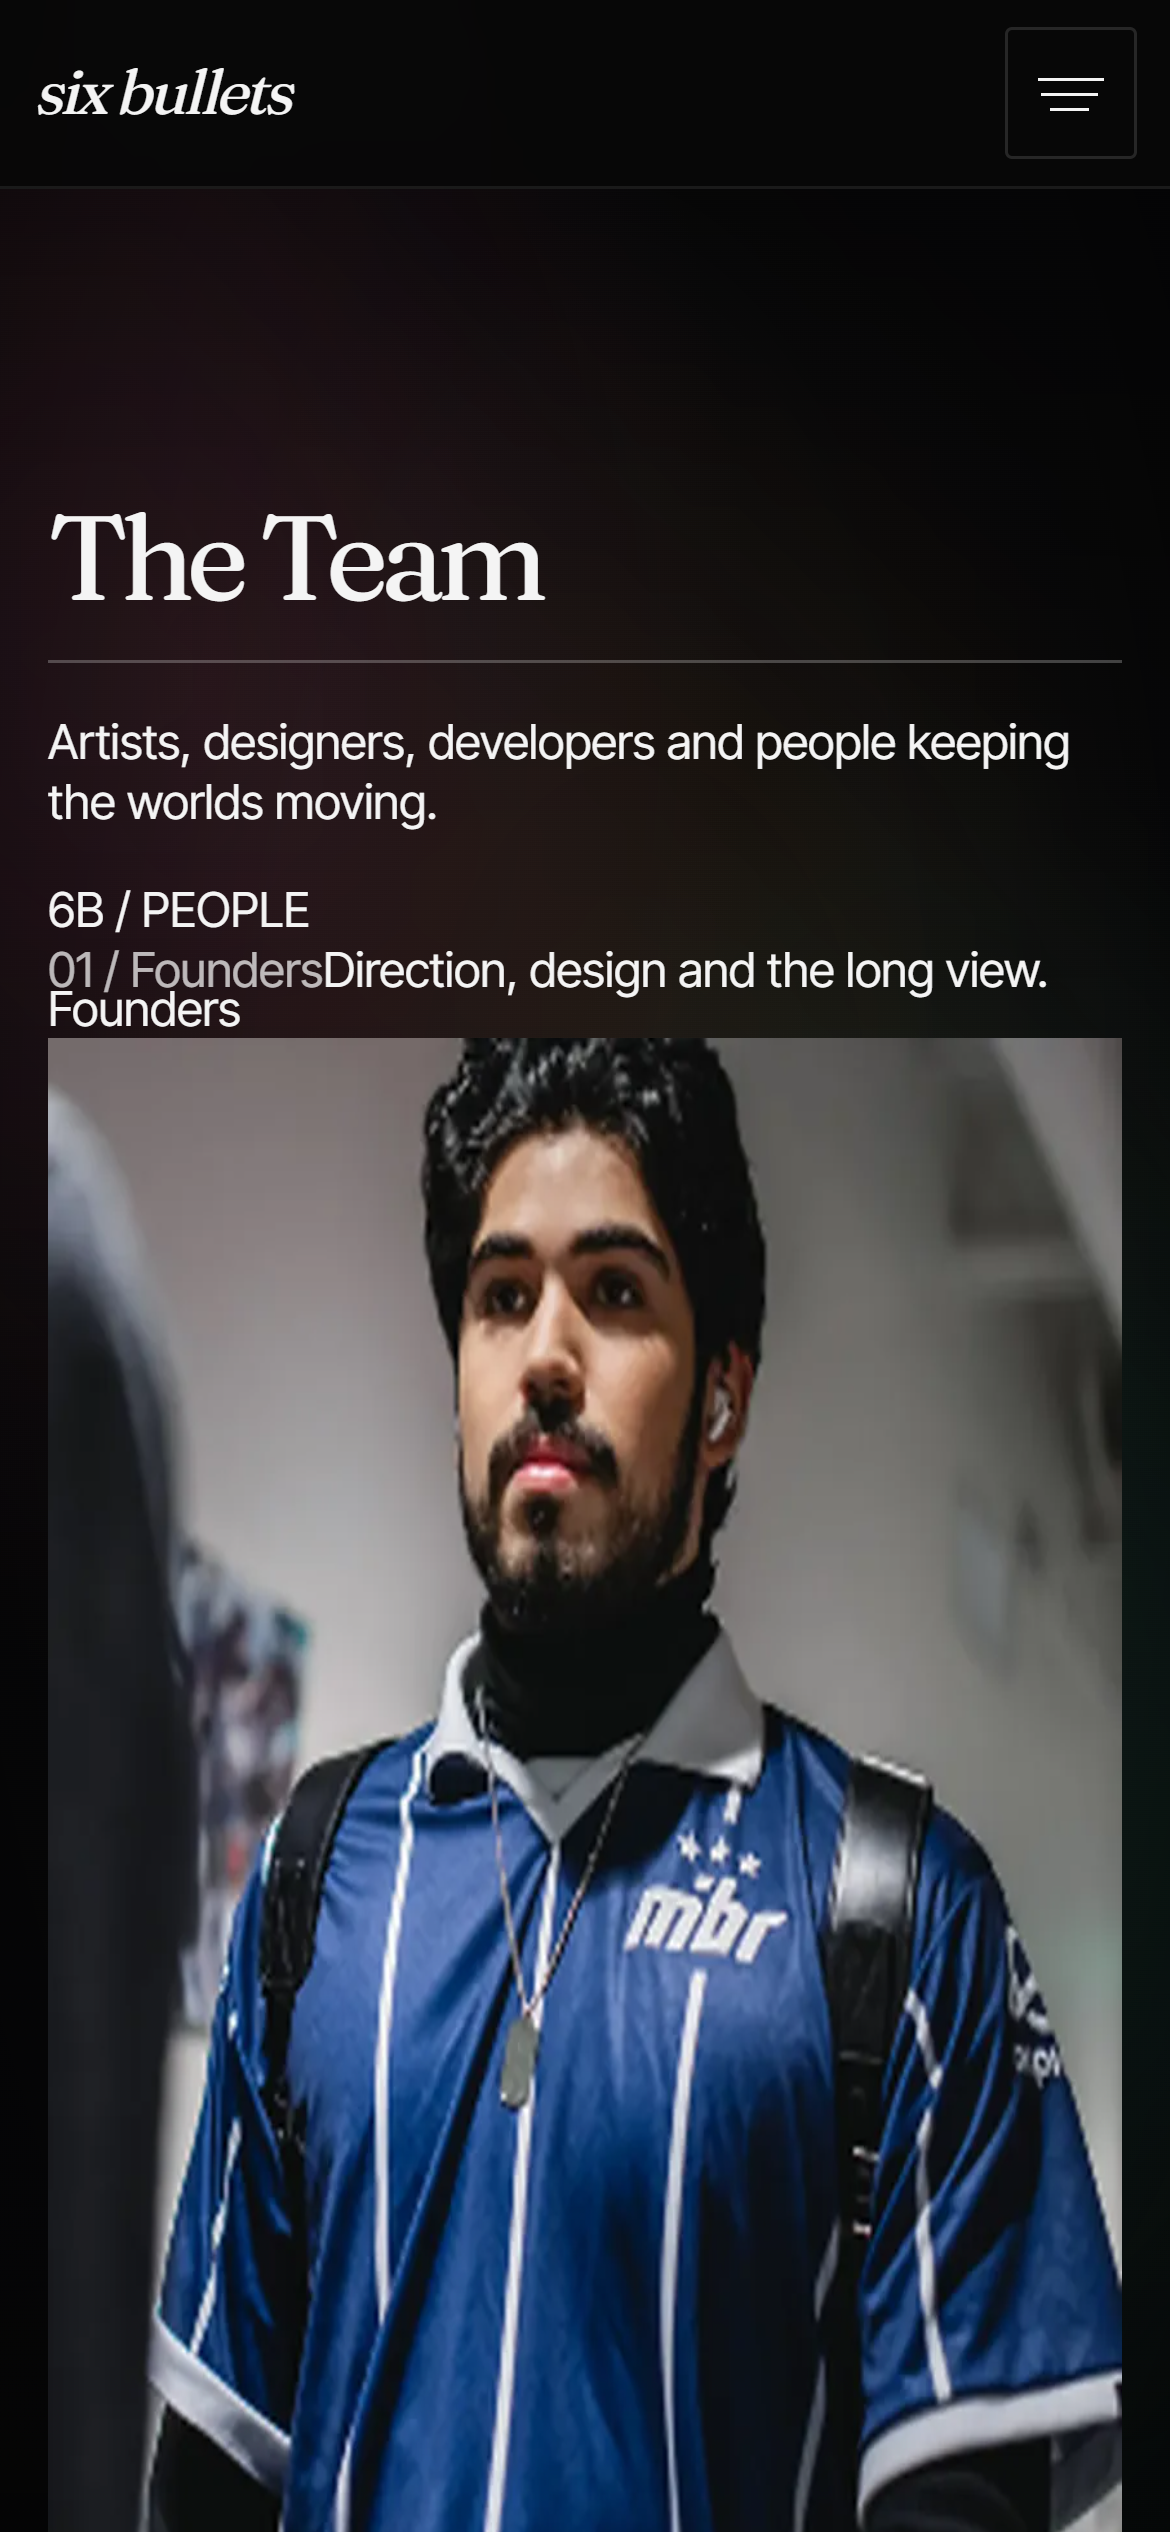 six bullets
The Team
Artists, designers, developers and people keeping
the worlds moving.
6B / PEOPLE
01 / FoundersDirection, design and the long view.
Founders
mbr